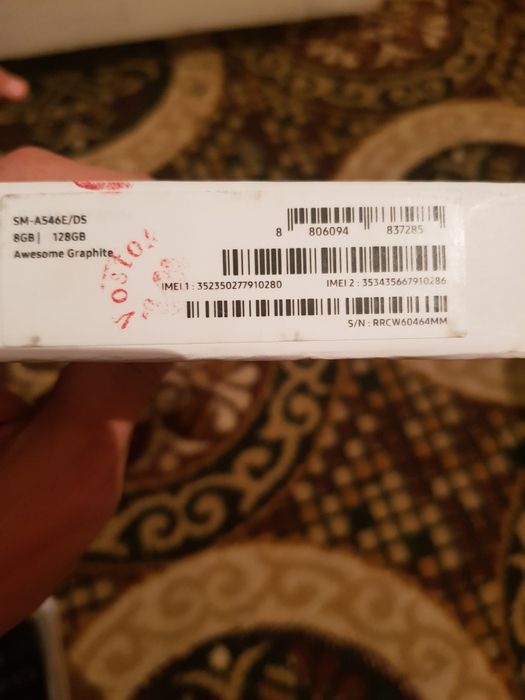 SM-A546E/DS
8GB | 128GB
Awesome Graphite
8 806094 837285
IMEI 1 : 352350277910280
IMEI 2 : 353435667910286
S/N : RRCW60464MM